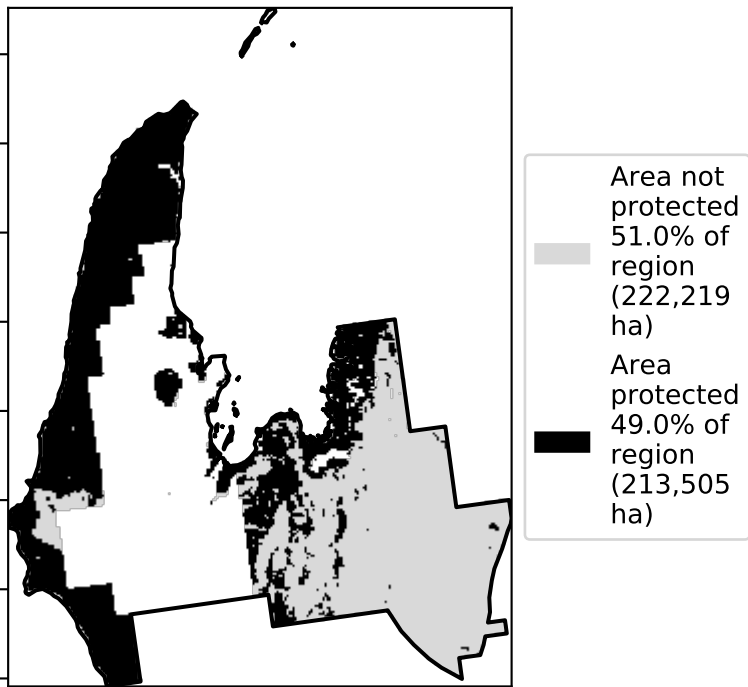 Area not
protected
51.0% of
region
(222,219
ha)
Area
protected
49.0% of
region
(213,505
ha)